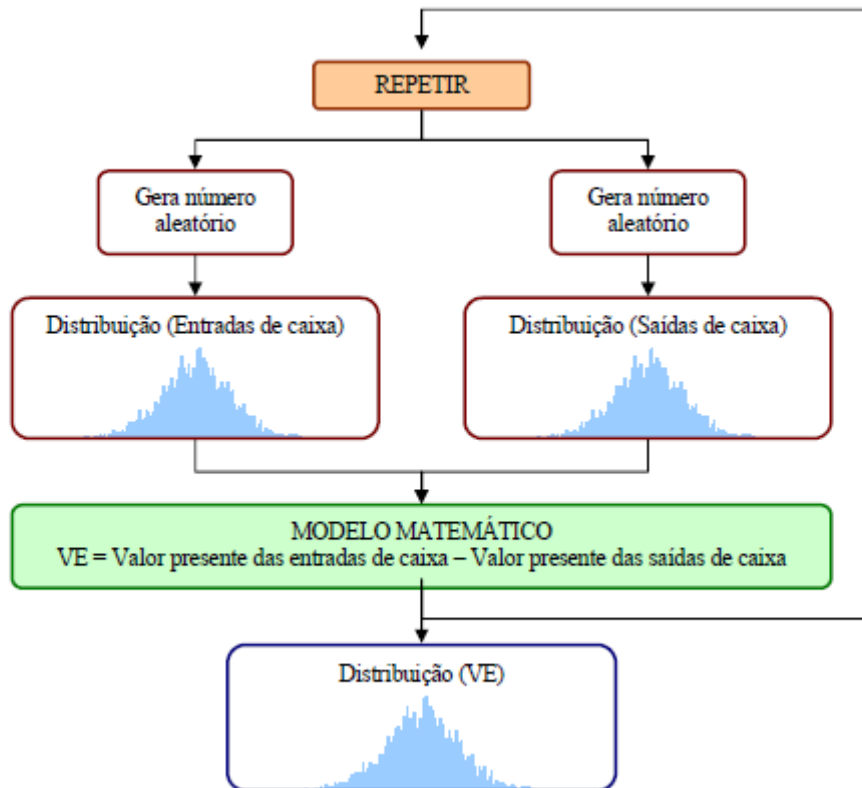 REPETIR
Gera número
aleatório
Gera número
aleatório
Distribuição (Entradas de caixa)
Distribuição (Saídas de caixa)
MODELO MATEMÁTICO
VE = Valor presente das entradas de caixa – Valor presente das saídas de caixa
Distribuição (VE)